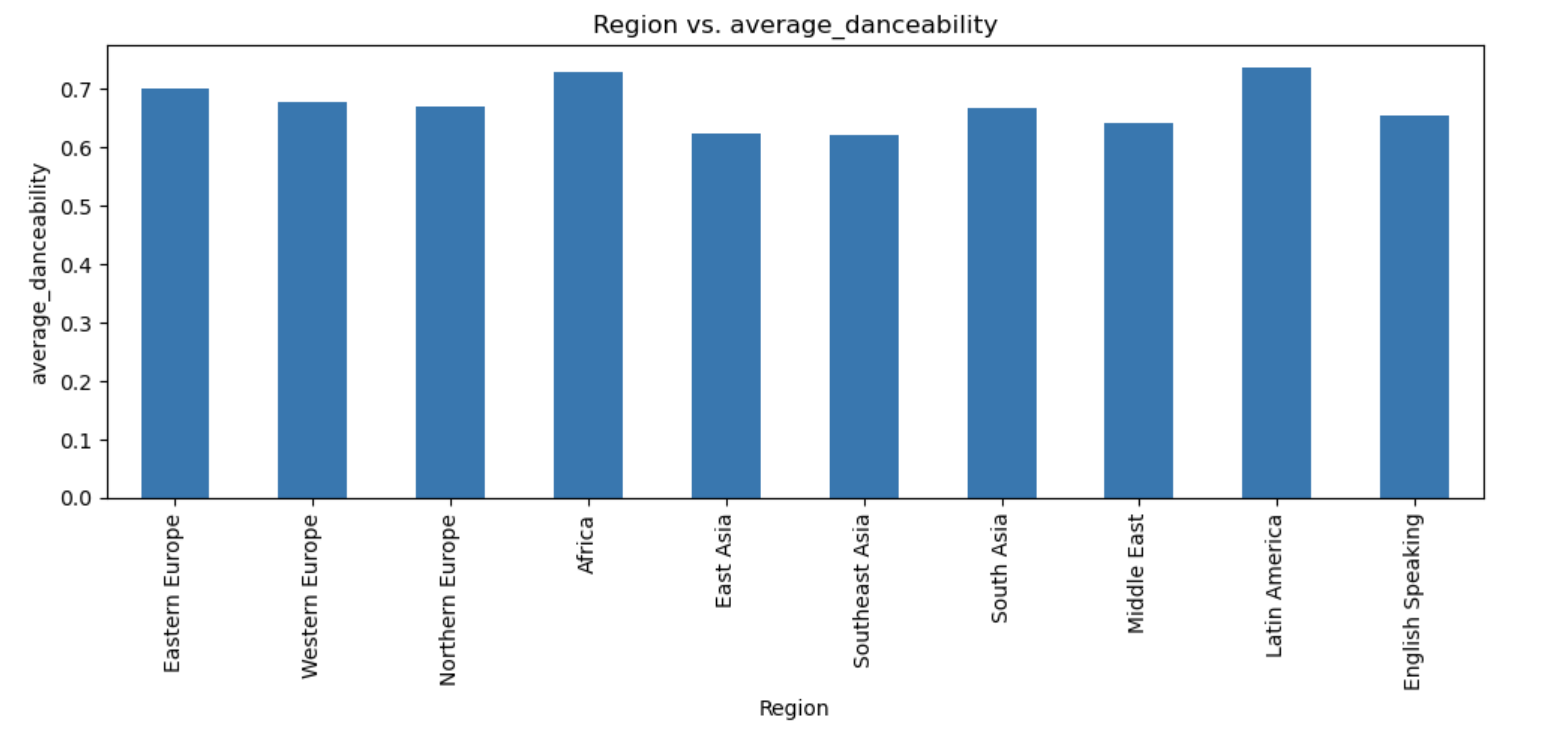 Region vs. average_danceability
average_danceability
0.7
0.6
0.5
0.4
0.3
0.2
0.1
0.0
Eastern Europe
Western Europe
Northern Europe
Africa
East Asia
Southeast Asia
South Asia
Middle East
Latin America
English Speaking
Region